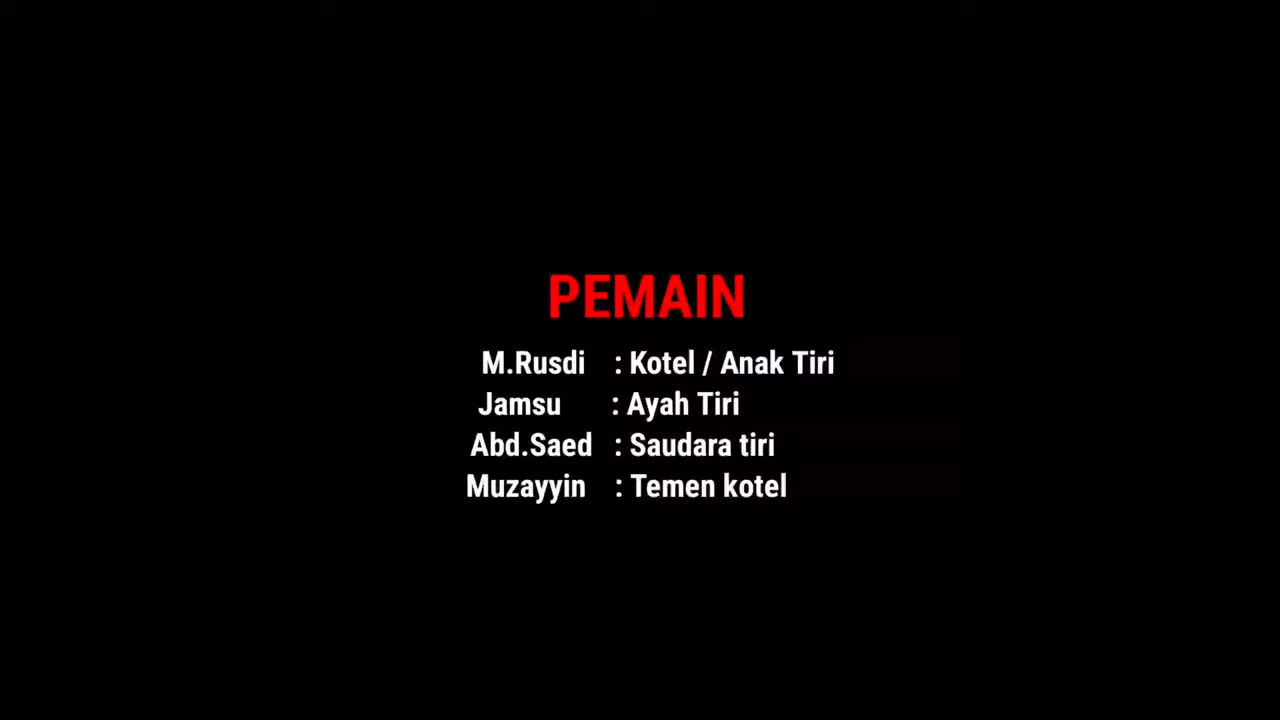 PEMAIN
M.Rusdi : Kotel / Anak Tiri
Jamsu : Ayah Tiri
Abd.Saed : Saudara tiri
Muzayyin : Temen kotel